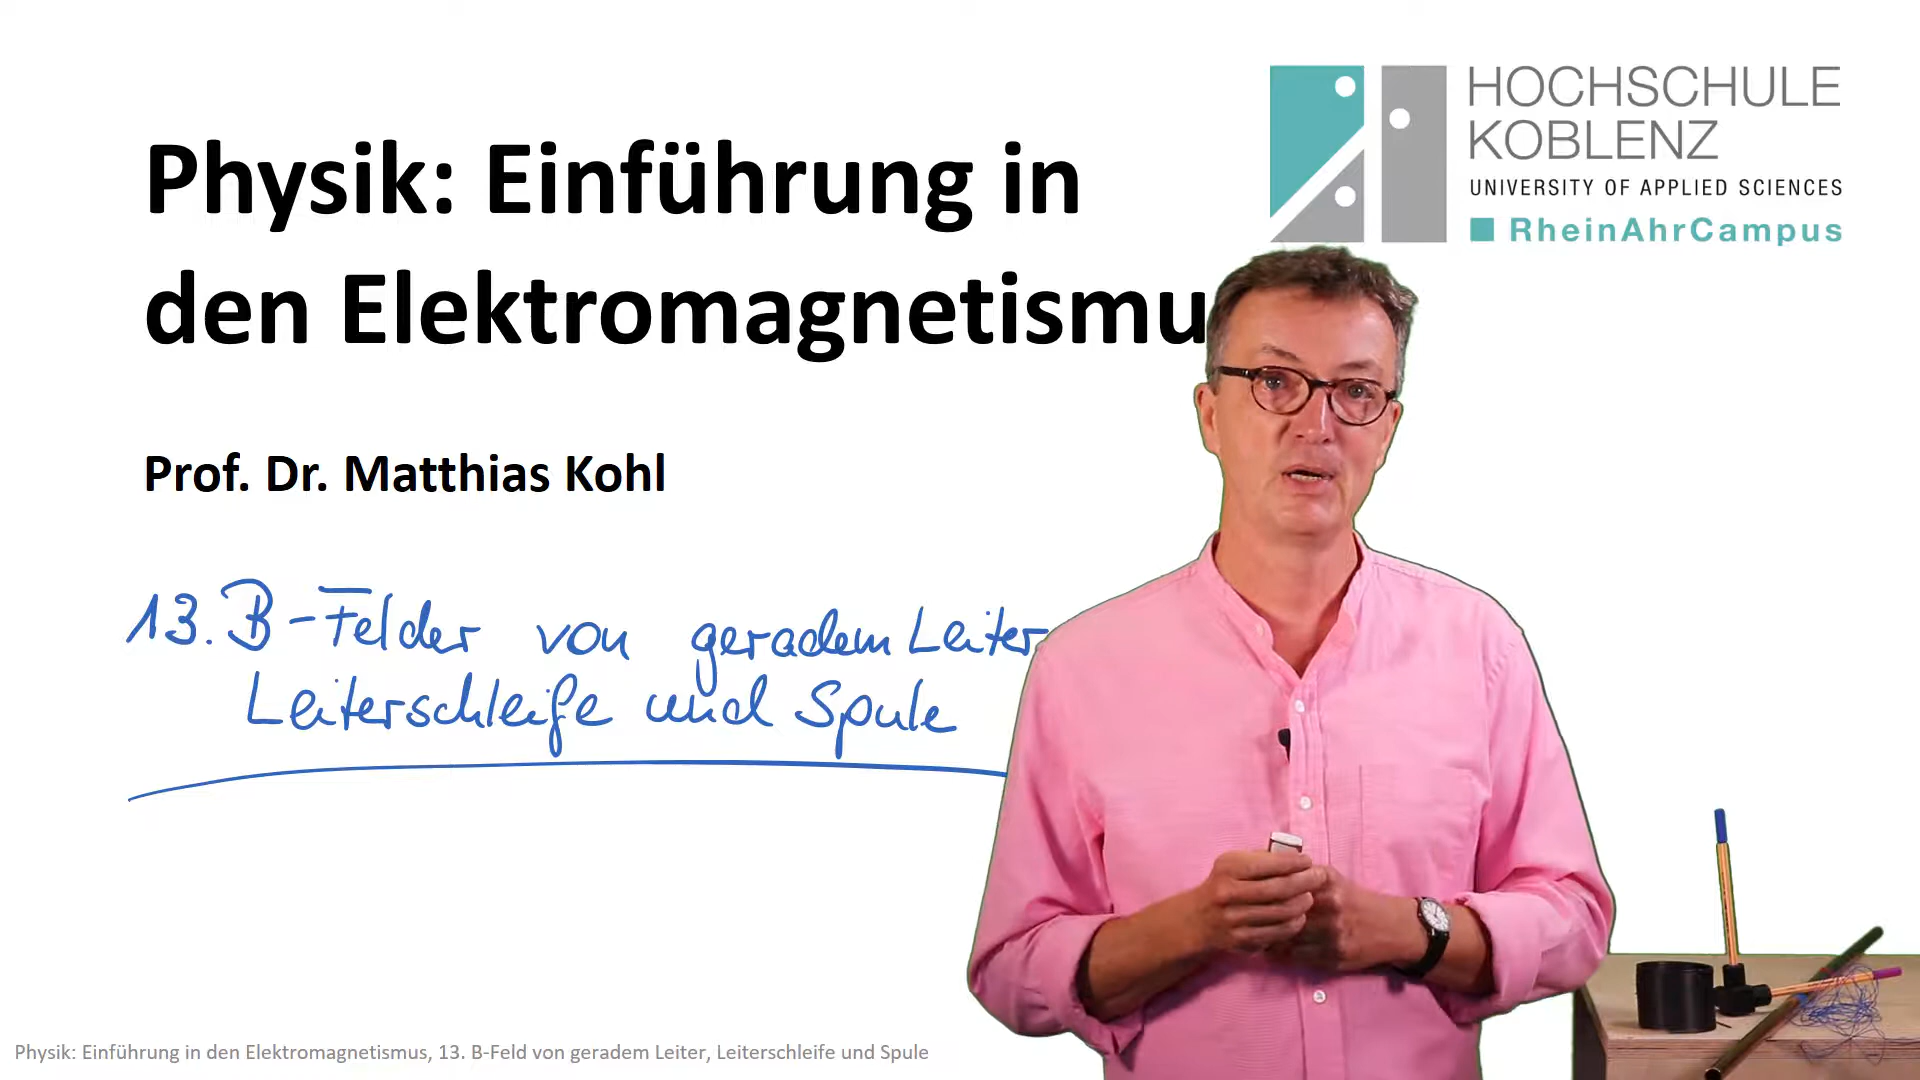 HOCHSCHULE
KOBLENZ
UNIVERSITY OF APPLIED SCIENCES
RheinAhrCampus
Physik: Einführung in
den Elektromagnetismu
Prof. Dr. Matthias Kohl
13. B-Felder von geradem Leiter
Leiterschleife und Spule
Physik: Einführung in den Elektromagnetismus, 13. B-Feld von geradem Leiter, Leiterschleife und Spule